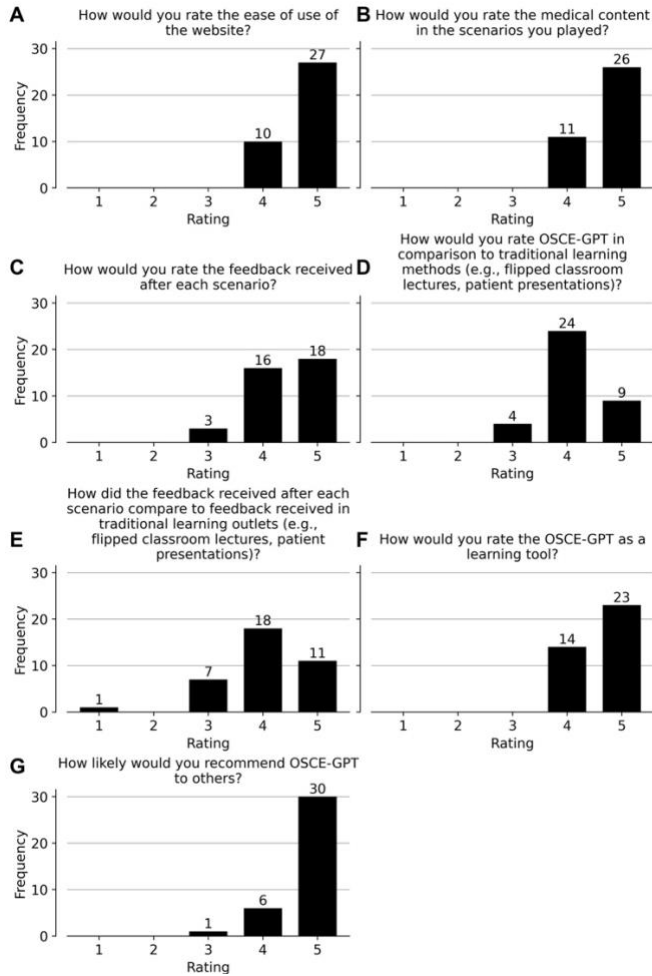 A
How would you rate the ease of use of
the website?
30
20
10
0
Frequency
10
27
1 2 3 4 5
Rating
B
How would you rate the medical content
in the scenarios you played?
11
26
1 2 3 4 5
Rating
C
How would you rate the feedback received
after each scenario?
30
20
10
0
Frequency
3
16
18
1 2 3 4 5
Rating
D
How would you rate OSCE-GPT in
comparison to traditional learning
methods (e.g., flipped classroom
lectures, patient presentations)?
4
24
9
1 2 3 4 5
Rating
E
How did the feedback received after each
scenario compare to feedback received in
traditional learning outlets (e.g.,
flipped classroom lectures, patient
presentations)?
30
20
10
0
Frequency
1
7
18
11
1 2 3 4 5
Rating
F
How would you rate the OSCE-GPT as a
learning tool?
14
23
1 2 3 4 5
Rating
G
How likely would you recommend OSCE-GPT
to others?
30
20
10
0
Frequency
1
6
30
1 2 3 4 5
Rating